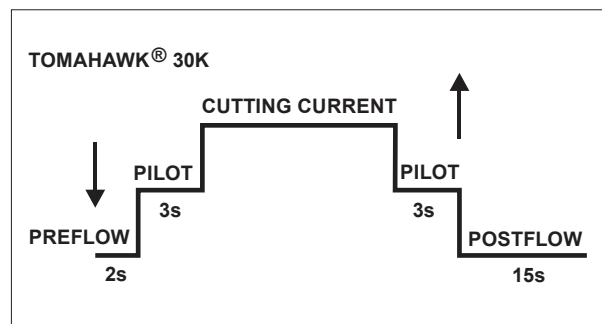 TOMAHAWK® 30K
CUTTING CURRENT
PILOT
3s
PILOT
3s
PREFLOW
2s
POSTFLOW
15s